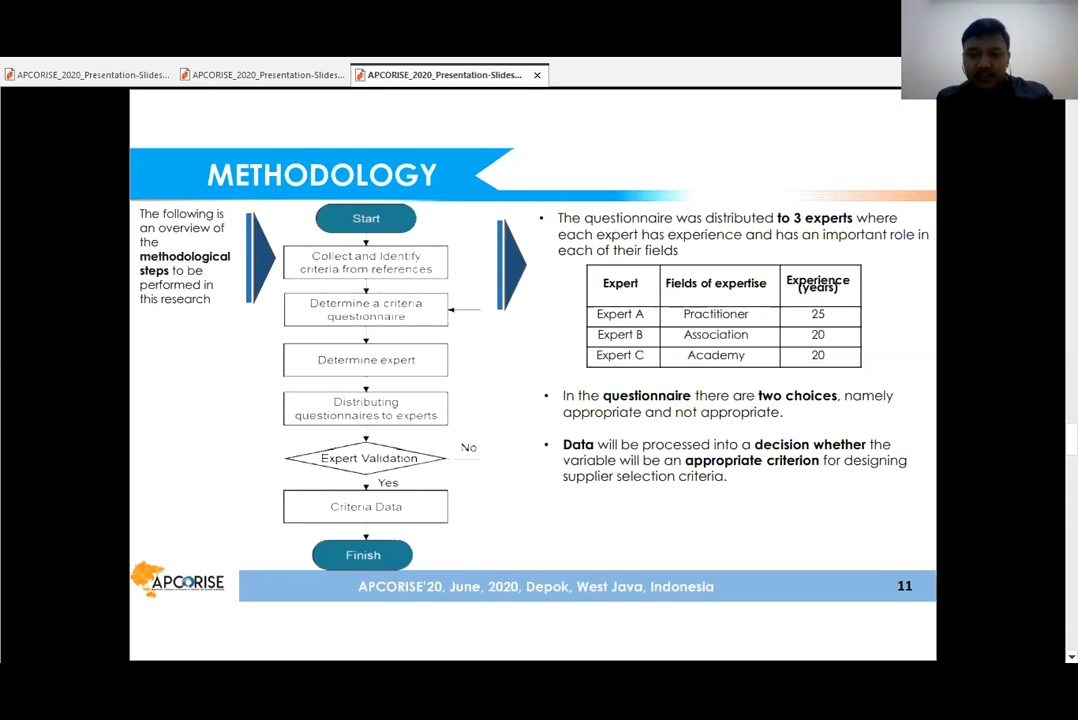 APCORISE_2020_Presentation-Slides...
APCORISE_2020_Presentation-Slides...
APCORISE_2020_Presentation-Slides...
METHODOLOGY
The following is
an overview of
the
methodological
steps to be
performed in
this research
Start
Collect and Identify
criteria from references
Determine a criteria
questionnaire
Determine expert
Distributing
questionnaires to experts
Expert Validation
No
Yes
Criteria Data
Finish
• The questionnaire was distributed to 3 experts where
each expert has experience and has an important role in
each of their fields
Expert Fields of expertise Experience
(years)
Expert A Practitioner 25
Expert B Association 20
Expert C Academy 20
• In the questionnaire there are two choices, namely
appropriate and not appropriate.
• Data will be processed into a decision whether the
variable will be an appropriate criterion for designing
supplier selection criteria.
APCORISE
APCORISE'20, June, 2020, Depok, West Java, Indonesia
11